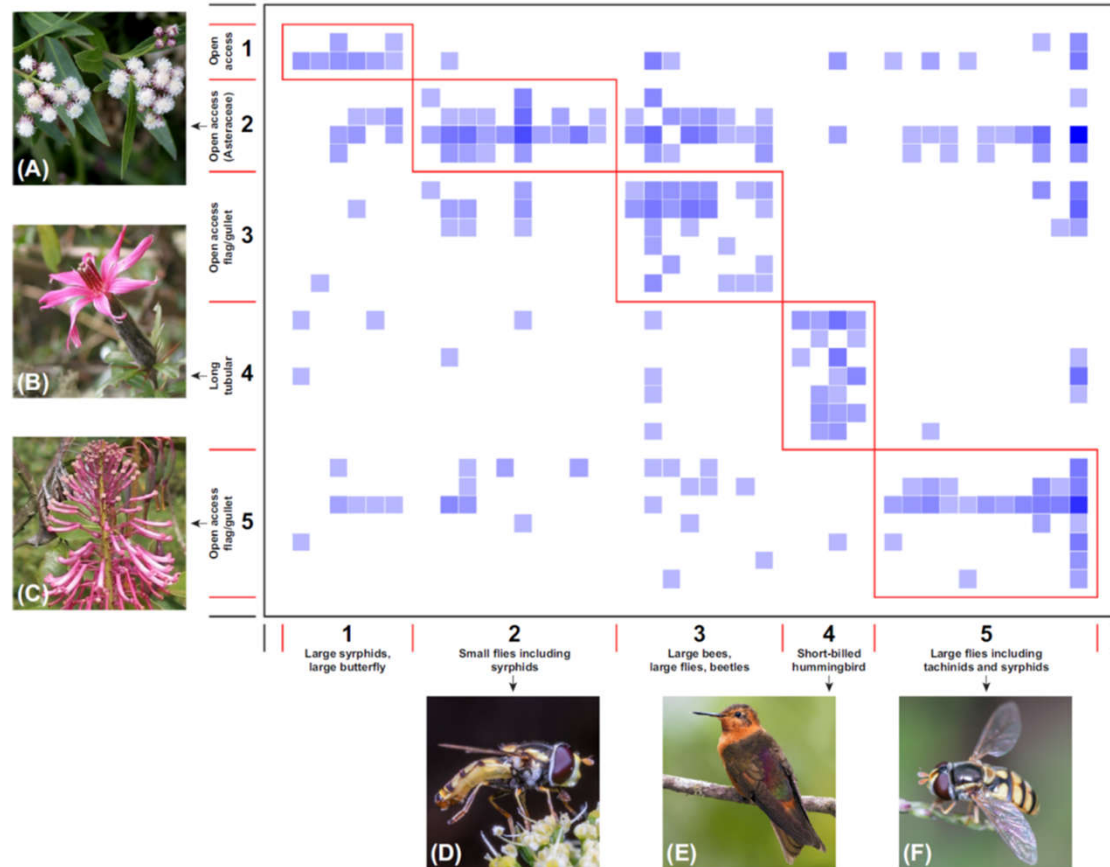 Open
access
1
Open access
(Asteraceae)
2
(A)
Open access
flag/gullet
3
(B)
Long
tubular
4
Open access
flag/gullet
5
(C)
1
Large syrphids,
large butterfly
2
Small flies including
syrphids
3
Large bees,
large flies, beetles
4
Short-billed
hummingbird
5
Large flies including
tachinids and syrphids
(D)
(E)
(F)